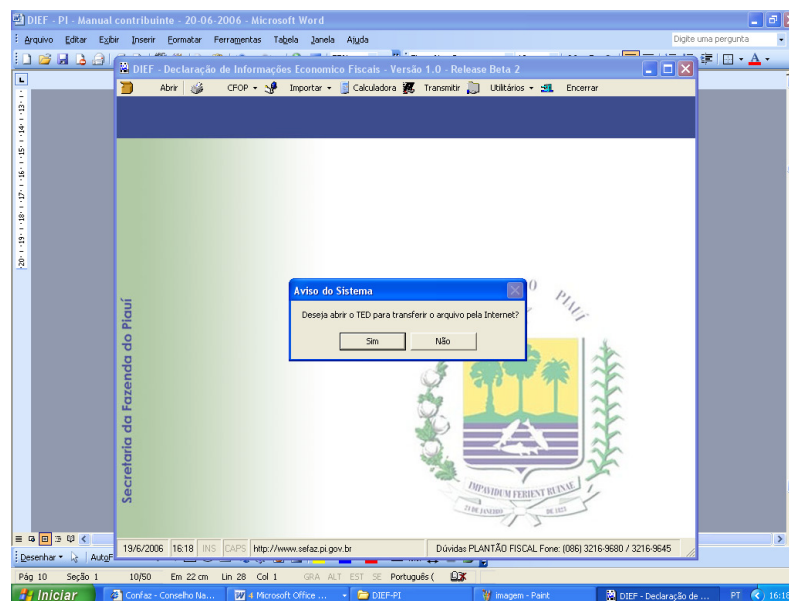 DIEF - PI - Manual contribuinte - 20-06-2006 - Microsoft Word
Arquivo Editar Exibir Inserir Formatar Ferramentas Tabela Janela Ajuda
Digite uma pergunta
DIEF - Declaração de Informações Economico Fiscais - Versão 1.0 - Release Beta 2
Abrir CFOP Importar Calculadora Transmitir Utilitários Encerrar
Secretaria da Fazenda do Piauí
PIAUÍ
Aviso do Sistema
Deseja abrir o TED para transferir o arquivo pela Internet?
Sim Não
IMPAVIDUM FERIENT RUINAE
24 DE JANEIRO DE 1823
19/6/2006 16:18 INS CAPS http://www.sefaz.pi.gov.br Dúvidas PLANTÃO FISCAL Fone: (086) 3216-9680 / 3216-9645
Desenhar AutoF
Pág 10 Seção 1 10/50 Em 22 cm Lin 28 Col 1 GRA ALT EST SE Português (
Iniciar Confaz - Conselho Na... 4 Microsoft Office ... DIEF-PI imagem - Paint DIEF - Declaração de ... PT 16:18